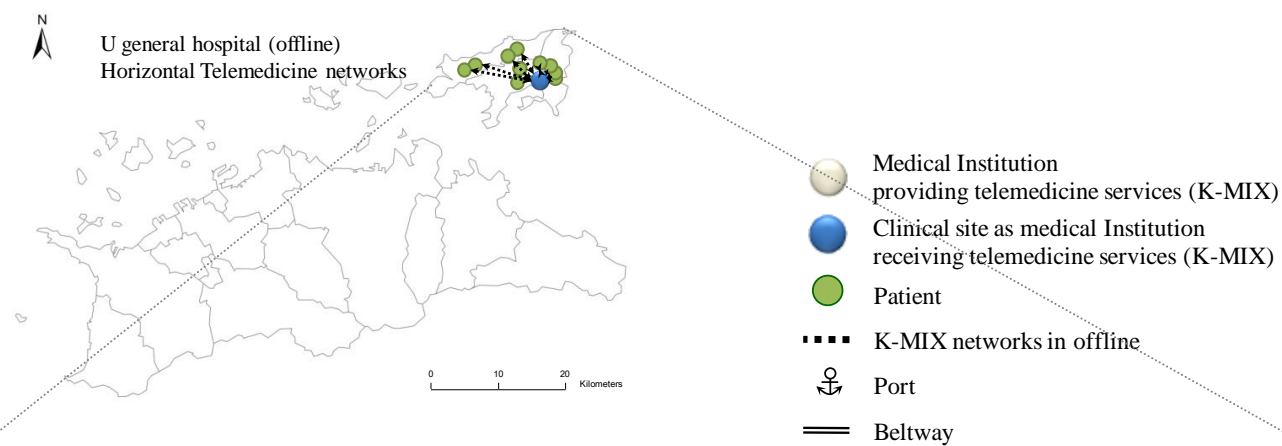 N
U general hospital (offline)
Horizontal Telemedicine networks
Medical Institution
providing telemedicine services (K-MIX)
Clinical site as medical Institution
receiving telemedicine services (K-MIX)
Patient
K-MIX networks in offline
Port
Beltway
0 10 20
Kilometers